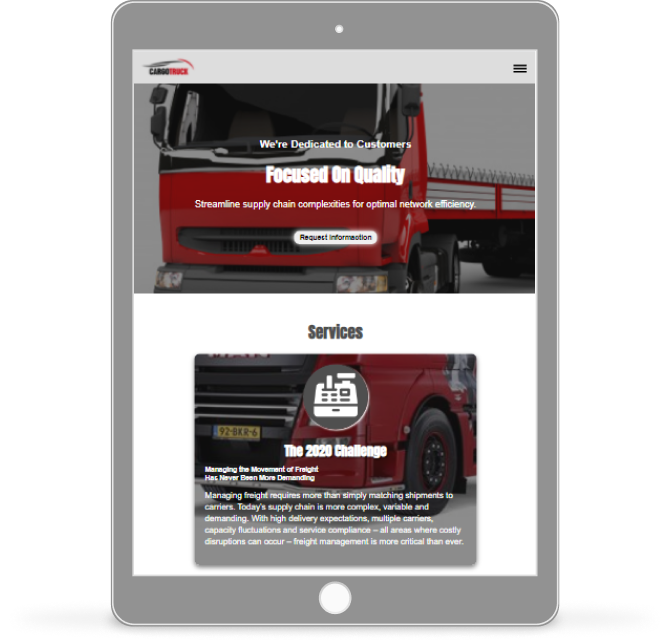 CARGOTRUCK
We're Dedicated to Customers
Focused On Quality
Streamline supply chain complexities for optimal network efficiency.
Request Information
Services
MAN
92-BKR-6
The 2020 Challenge
Managing the Movement of Freight
Has Never Been More Demanding
Managing freight requires more than simply matching shipments to
carriers. Today's supply chain is more complex, variable and
demanding. With high delivery expectations, multiple carriers,
capacity fluctuations and service compliance – all areas where costly
disruptions can occur – freight management is more critical than ever.